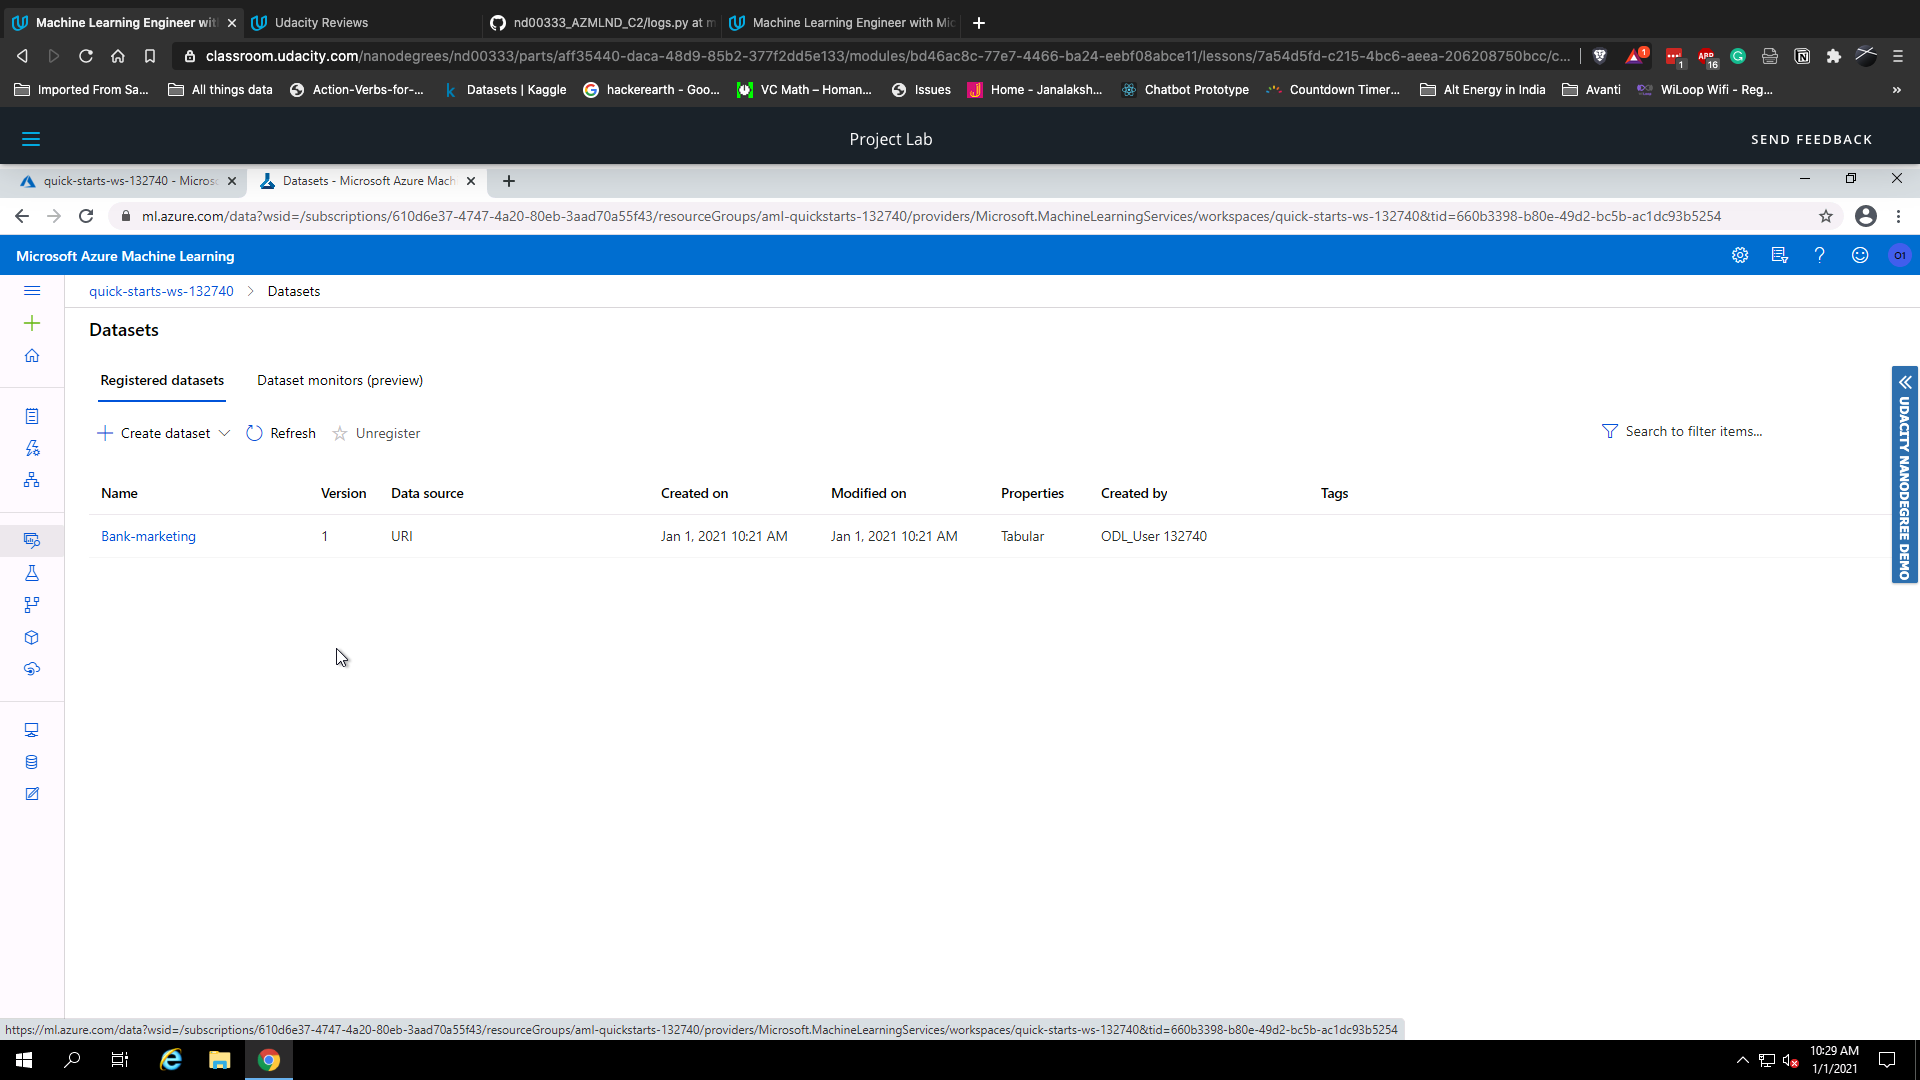 Machine Learning Engineer wit
Udacity Reviews
nd00333_AZMLND_C2/logs.py at m
Machine Learning Engineer with Mic
classroom.udacity.com/nanodegrees/nd00333/parts/aff35440-daca-48d9-85b2-377f2dd5e133/modules/bd46ac8c-77e7-4466-ba24-eebf08abce11/lessons/7a54d5fd-c215-4bc6-aeea-206208750bcc/c...
1
1
ABP
16
Imported From Sa...
All things data
Action-Verbs-for-...
Datasets | Kaggle
hackerearth - Goo...
VC Math – Homan...
Issues
Home - Janalaksh...
Chatbot Prototype
Countdown Timer...
Alt Energy in India
Avanti
WiLoop Wifi - Reg...
»
Project Lab
SEND FEEDBACK
quick-starts-ws-132740 - Microso
Datasets - Microsoft Azure Mach
ml.azure.com/data?wsid=/subscriptions/610d6e37-4747-4a20-80eb-3aad70a55f43/resourceGroups/aml-quickstarts-132740/providers/Microsoft.MachineLearningServices/workspaces/quick-starts-ws-132740&tid=660b3398-b80e-49d2-bc5b-ac1dc93b5254
Microsoft Azure Machine Learning
O1
quick-starts-ws-132740 > Datasets
Datasets
Registered datasets
Dataset monitors (preview)
Create dataset
Refresh
Unregister
Search to filter items...
UDACITY NANODEGREE DEMO
Name Version Data source Created on Modified on Properties Created by Tags
Bank-marketing 1 URI Jan 1, 2021 10:21 AM Jan 1, 2021 10:21 AM Tabular ODL_User 132740
https://ml.azure.com/data?wsid=/subscriptions/610d6e37-4747-4a20-80eb-3aad70a55f43/resourceGroups/aml-quickstarts-132740/providers/Microsoft.MachineLearningServices/workspaces/quick-starts-ws-132740&tid=660b3398-b80e-49d2-bc5b-ac1dc93b5254
10:29 AM
1/1/2021